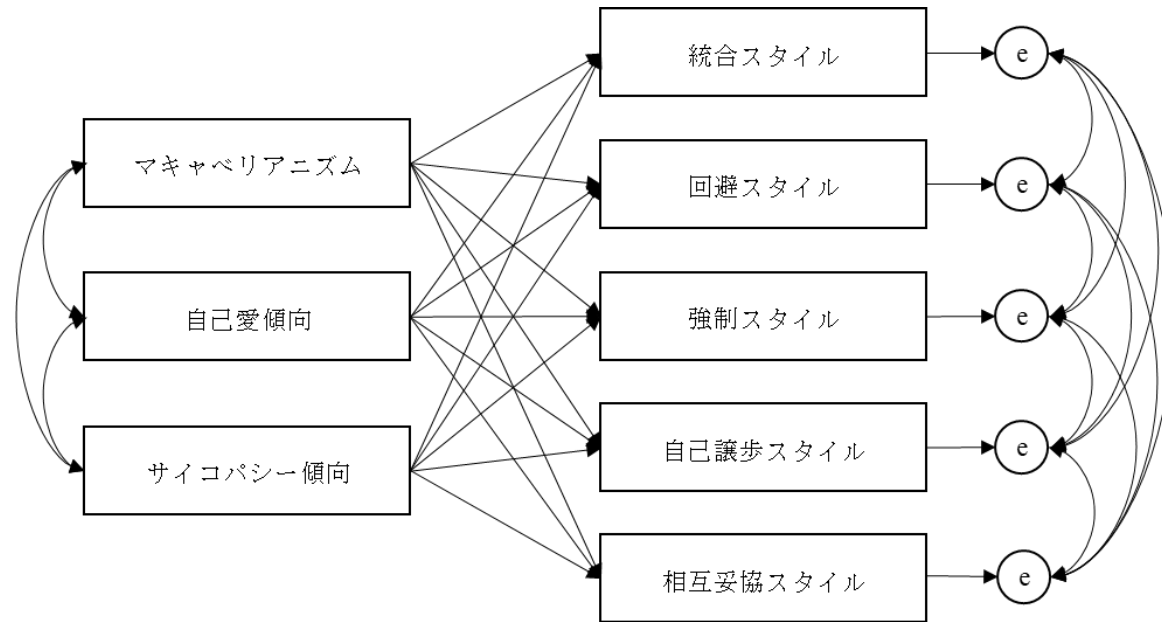 統合スタイル
e
マキャベリアニズム
回避スタイル
e
自己愛傾向
強制スタイル
e
サイコパシー傾向
自己譲歩スタイル
e
相互妥協スタイル
e